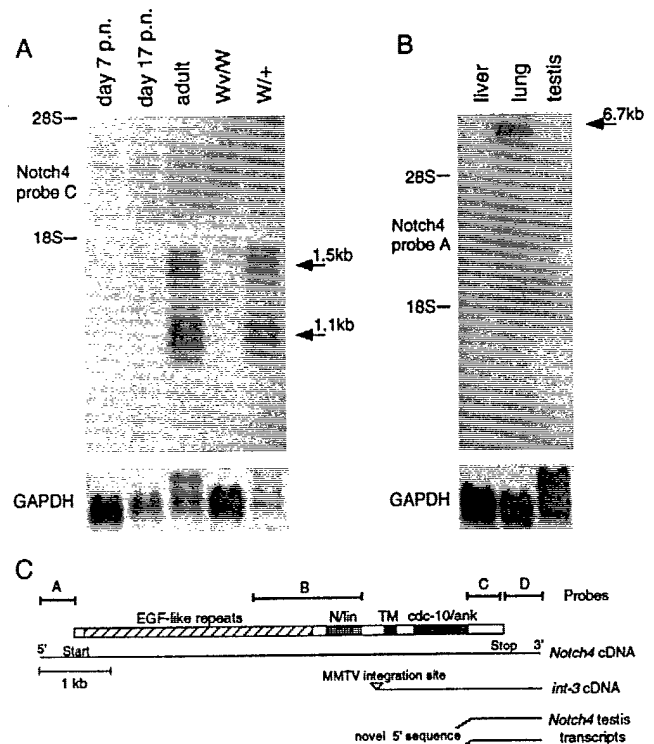 A
day 7 p.n. day 17 p.n. adult Wv/W W/+
28S
Notch4
probe C
18S
1.5kb
1.1kb
GAPDH
B
liver lung testis
6.7kb
28S
Notch4
probe A
18S
GAPDH
C
A B C D Probes
EGF-like repeats N/lin TM cdc-10/ank
5' Start Stop 3' Notch4 cDNA
1 kb
MMTV integration site
int-3 cDNA
Notch4 testis
novel 5' sequence transcripts